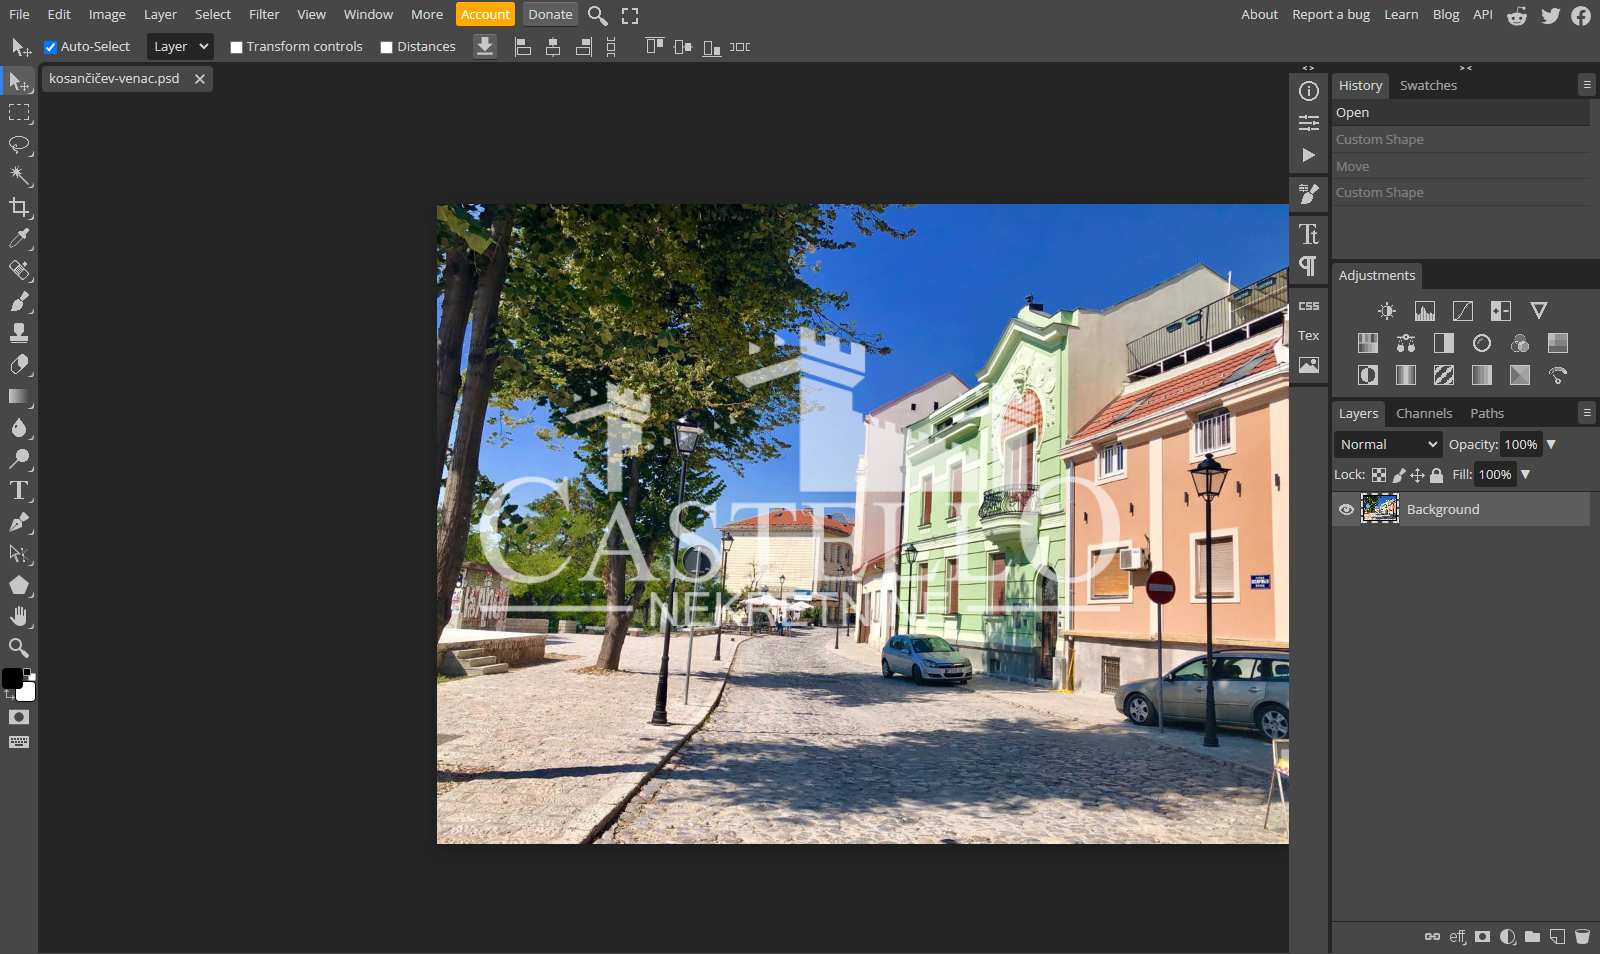 File Edit Image Layer Select Filter View Window More Account Donate
About Report a bug Learn Blog API
Auto-Select Layer Transform controls Distances
kosančićev-venac.psd
History Swatches
Open
Custom Shape
Move
Custom Shape
CSS
Tex
Adjustments
Layers Channels Paths
Normal Opacity: 100%
Lock: Fill: 100%
Background
eff
CASTELLO
NEKRETNINE